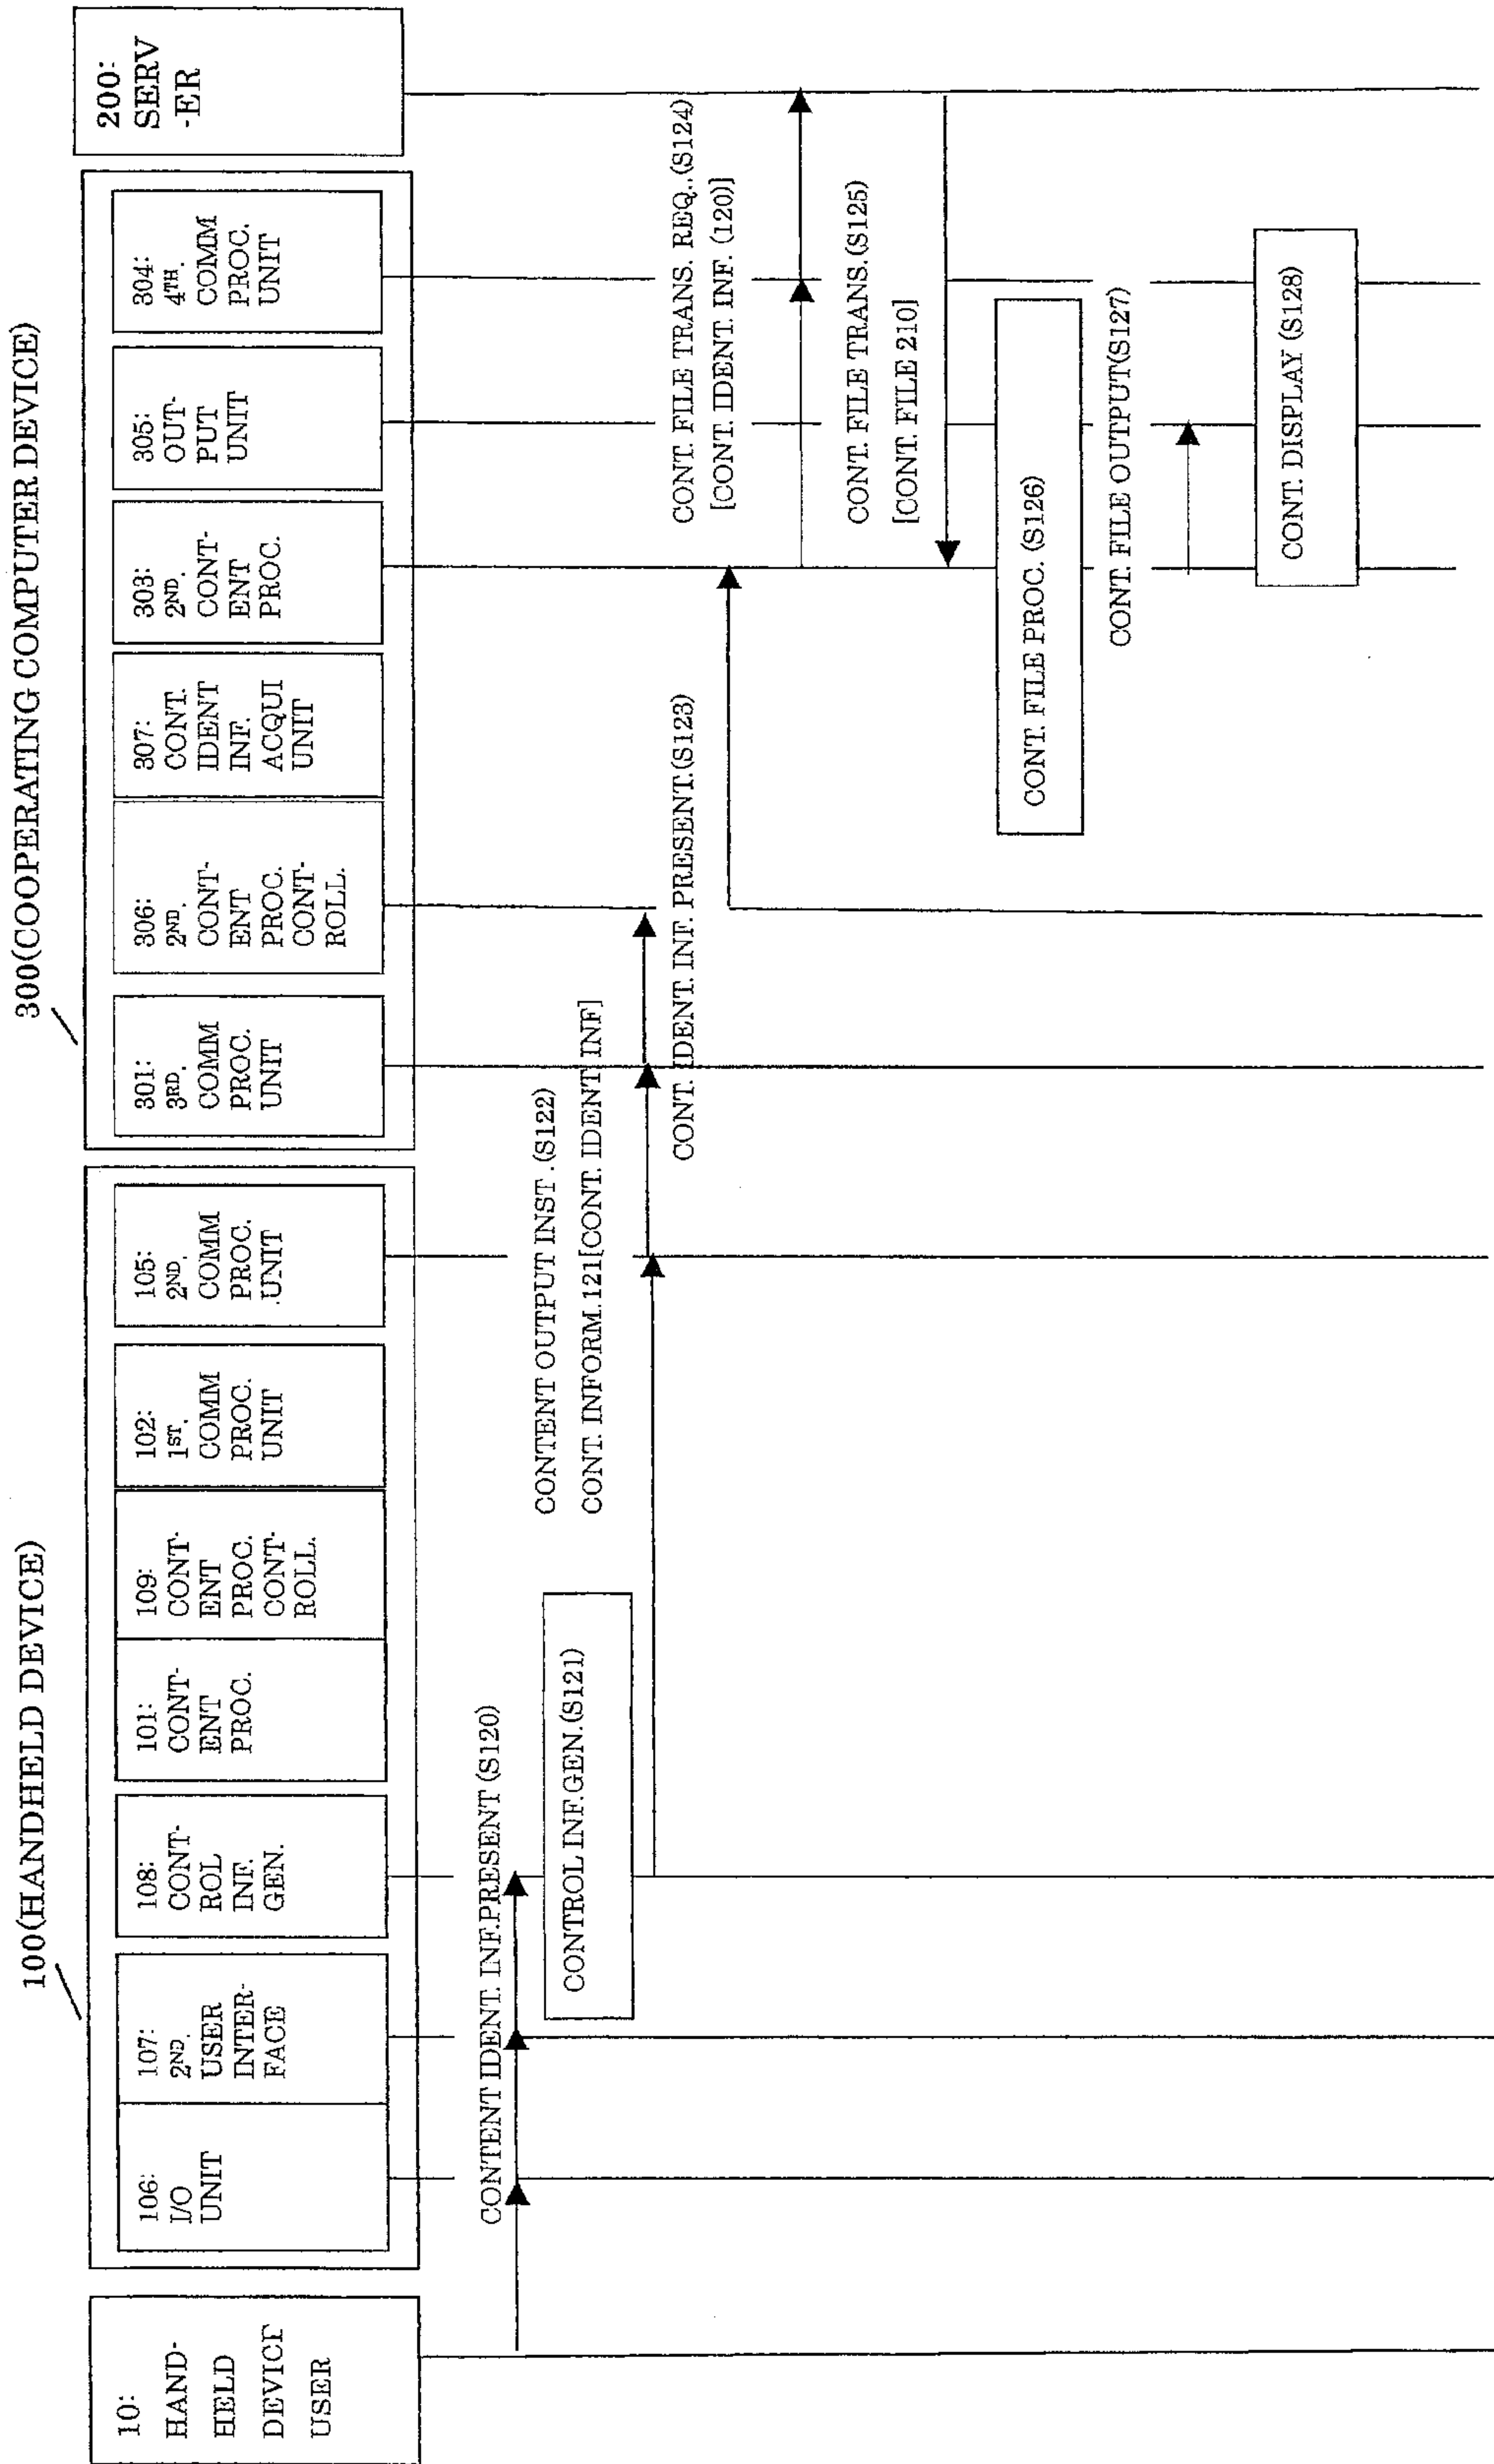 100(HANDHELD DEVICE)
300(COOPERATING COMPUTER DEVICE)
10:
HAND-
HELD
DEVICE
USER
106:
I/O
UNIT
107:
2ND.
USER
INTER-
FACE
108:
CONT-
ROL
INF.
GEN.
101:
CONT-
ENT
PROC.
109:
CONT-
ENT
PROC.
CONT-
ROLL.
102:
1ST.
COMM
PROC.
UNIT
105:
2ND.
COMM
PROC.
UNIT
301:
3RD.
COMM
PROC.
UNIT
306:
2ND.
CONT-
ENT
PROC.
CONT-
ROLL.
307:
CONT.
IDENT
INF.
ACQUI
UNIT
303:
2ND.
CONT-
ENT
PROC.
305:
OUT-
PUT
UNIT
304:
4TH.
COMM
PROC.
UNIT
200:
SERV
-ER
CONTENT IDENT. INF.PRESENT (S120)
CONTROL INF.GEN.(S121)
CONTENT OUTPUT INST .(S122)
CONT. INFORM.121[CONT. IDENT INF]
CONT. IDENT. INF. PRESENT.(S123)
CONT. FILE TRANS. REQ..(S124)
[CONT. IDENT. INF. (120)]
CONT. FILE TRANS.(S125)
[CONT. FILE 210]
CONT. FILE PROC. (S126)
CONT. FILE OUTPUT(S127)
CONT. DISPLAY (S128)